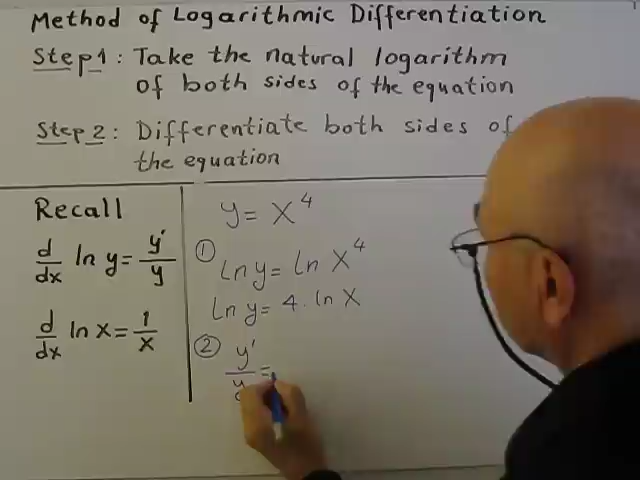 Method of Logarithmic Differentiation
Step 1 : Take the natural logarithm
of both sides of the equation
Step 2 : Differentiate both sides of
the equation
Recall
d/dx ln y = y'/y
d/dx ln x = 1/x
y = X^4
① ln y = ln X^4
ln y = 4 . ln X
② y'/y =